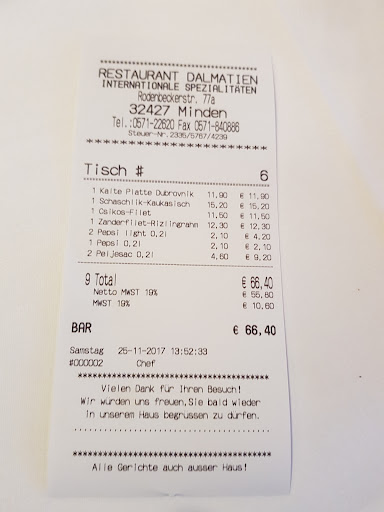 **********************************
RESTAURANT DALMATIEN
INTERNATIONALE SPEZIALITÄTEN
Rodenbeckerstr. 77a
32427 Minden
Tel.:0571-22620 Fax 0571-840886
Steuer-Nr.2335/5767/4239
**********************************
Tisch # 6
1 Kalte Platte Dubrovnik 11,90 € 11,90
1 Schaschlik-Kaukasisch 15,20 € 15,20
1 Csikos-Filet 11,50 € 11,50
1 Zanderfilet-Rizlingrahn 12,30 € 12,30
2 Pepsi light 0,2l 2,10 € 4,20
1 Pepsi 0,2l 2,10 € 2,10
2 Peljesac 0,2l 4,60 € 9,20
9 Total € 66,40
Netto MWST 19% € 55,80
MWST 19% € 10,60
BAR € 66,40
Samstag 25-11-2017 13:52:33
#000002 Chef
**********************************
Vielen Dank für Ihren Besuch!
Wir würden uns freuen,Sie bald wieder
in unserem Haus begrüssen zu dürfen.
..................................
**********************************
Alle Gerichte auch ausser Haus!